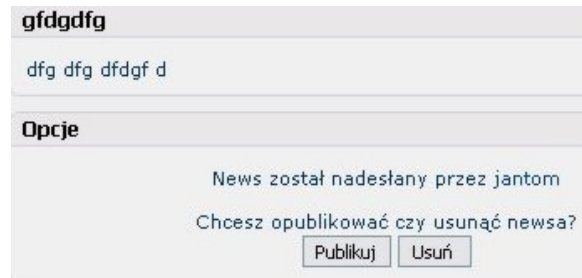 gfdgdfg
dfg dfg dfdgf d
Opcje
News został nadesłany przez jantom
Chcesz opublikować czy usunąć newsa?
Publikuj Usuń